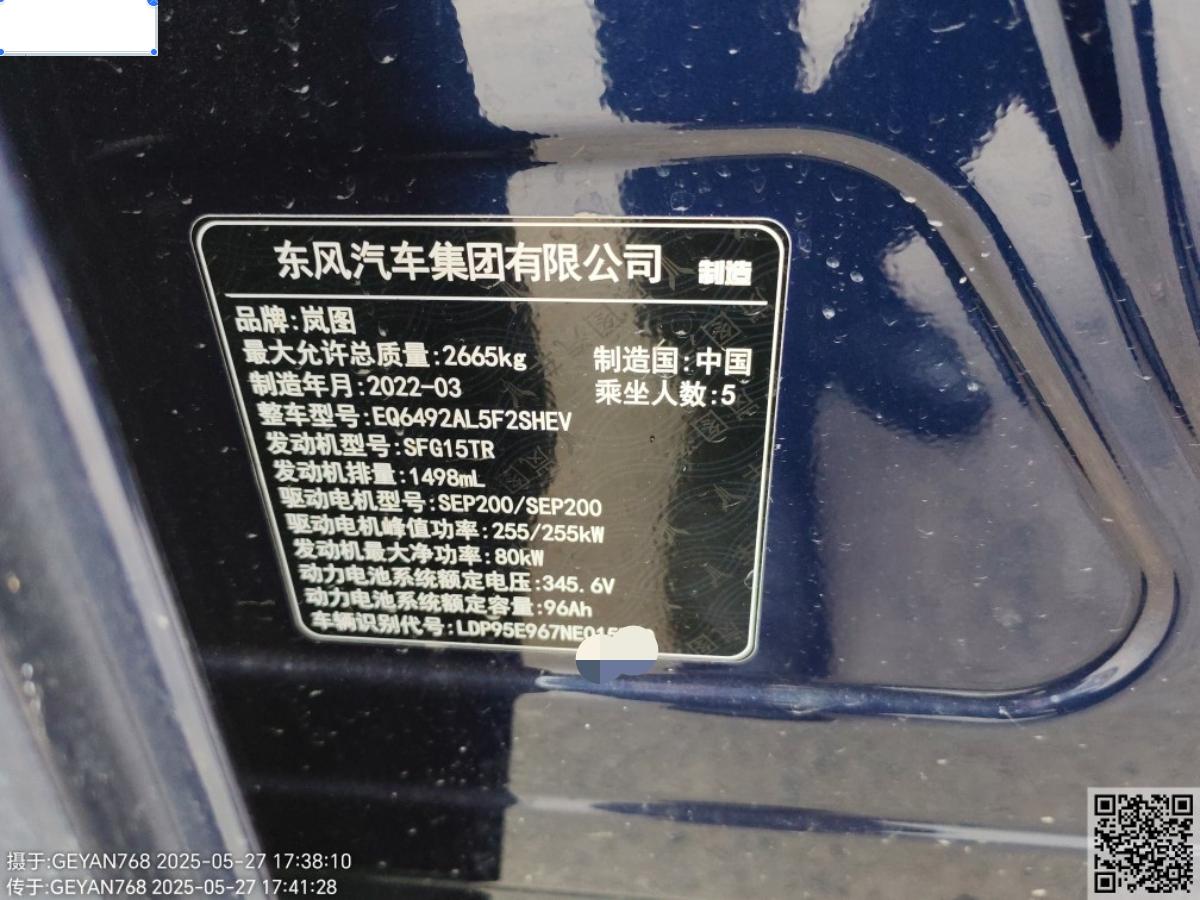 东风汽车集团有限公司 制造
品牌:岚图
最大允许总质量:2665kg 制造国:中国
制造年月:2022-03 乘坐人数:5
整车型号:EQ6492AL5F2SHEV
发动机型号:SFG15TR
发动机排量:1498mL
驱动电机型号:SEP200/SEP200
驱动电机峰值功率:255/255kW
发动机最大净功率:80kW
动力电池系统额定电压:345.6V
动力电池系统额定容量:96Ah
车辆识别代号:LDP95E967NE015
摄于:GEYAN768 2025-05-27 17:38:10
传于:GEYAN768 2025-05-27 17:41:28